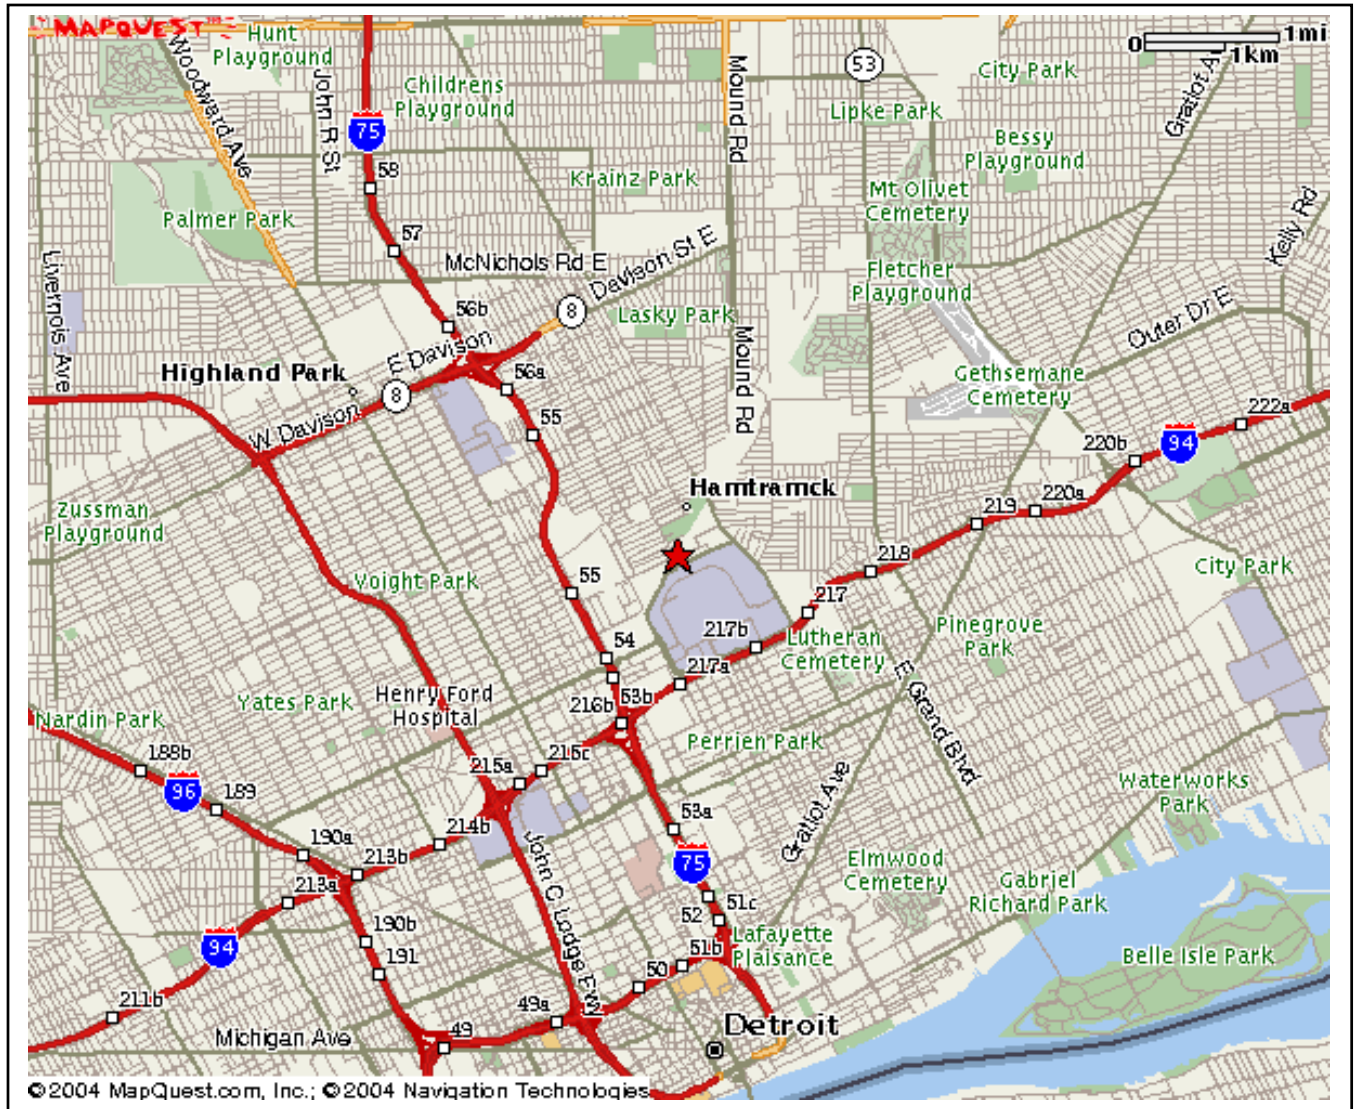 MAPQUEST
Hunt
Playground
0
1mi
1km
53
City Park
Woodward Ave
John R St
Childrens
Playground
Mound Rd
Lipke Park
Gratiot A
75
Bessy
Playground
58
Krainz Park
Mt Olivet
Cemetery
Palmer Park
57
Kelly Rd
McNichols Rd E
Davison St E
Livernois Ave
Fletcher
Playground
56b
8
Lasky Park
Outer Dr E
E Davison
Mound Rd
Highland Park
56a
Gethsemane
Cemetery
8
W Davison
55
222a
220b
94
Hamtramck
Zussman
Playground
219
220a
218
City Park
Voight Park
55
217
217b
Lutheran
Cemetery
Pinegrove
Park
54
217a
E Grand Blvd
Yates Park
Henry Ford
Hospital
53b
216b
Nardin Park
Perrien Park
188b
215a
215c
96
189
Waterworks
Park
Gratiot Ave
190a
213b
214b
53a
John C Lodge Fwy
75
Elmwood
Cemetery
Gabriel
Richard Park
213a
52
51c
190b
94
51b
Lafayette
Plaisance
Belle Isle Park
191
50
211b
49a
Michigan Ave
49
Detroit
©2004 MapQuest.com, Inc.; ©2004 Navigation Technologies